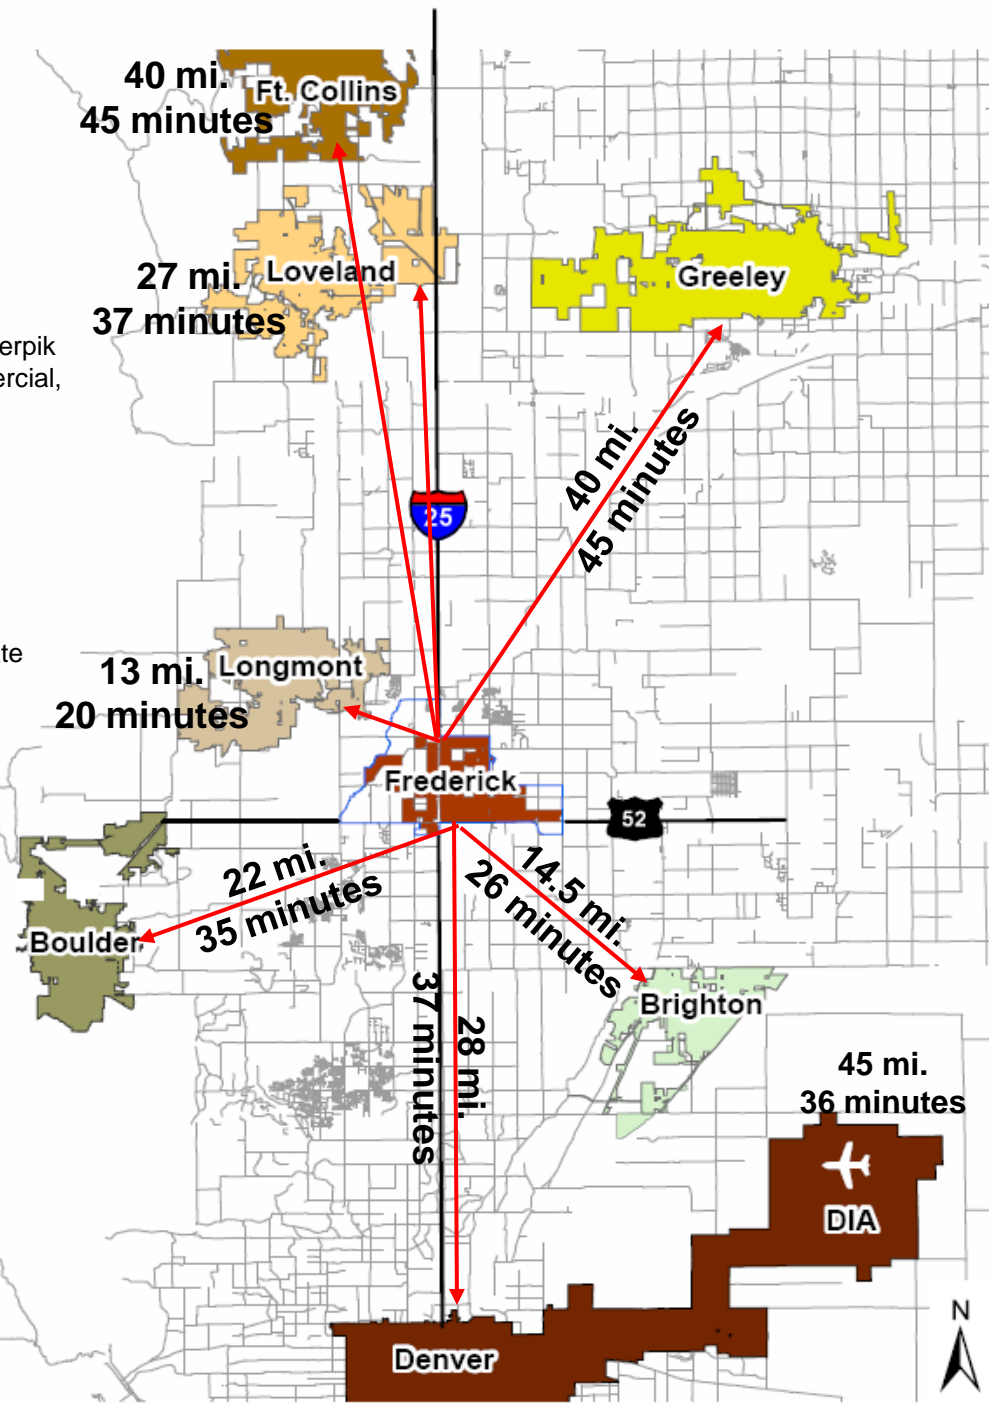 40 mi.
45 minutes
Ft. Collins
27 mi.
37 minutes
Loveland
Greeley
erpik
ercial,
40 mi.
45 minutes
25
te
13 mi.
20 minutes
Longmont
Frederick
52
22 mi.
35 minutes
14.5 mi.
26 minutes
Boulder
37 minutes
28 mi.
Brighton
45 mi.
36 minutes
DIA
Denver
N